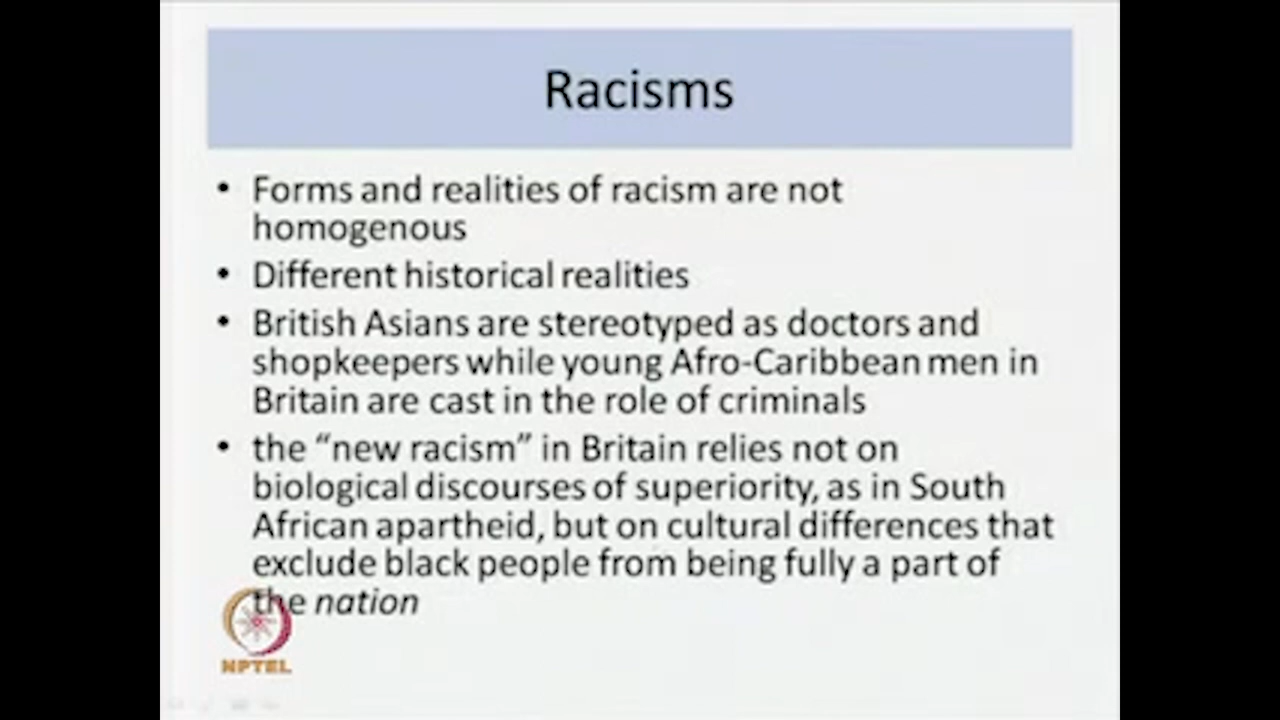 Racisms
• Forms and realities of racism are not
homogenous
• Different historical realities
• British Asians are stereotyped as doctors and
shopkeepers while young Afro-Caribbean men in
Britain are cast in the role of criminals
• the “new racism” in Britain relies not on
biological discourses of superiority, as in South
African apartheid, but on cultural differences that
exclude black people from being fully a part of
the nation
NPTEL